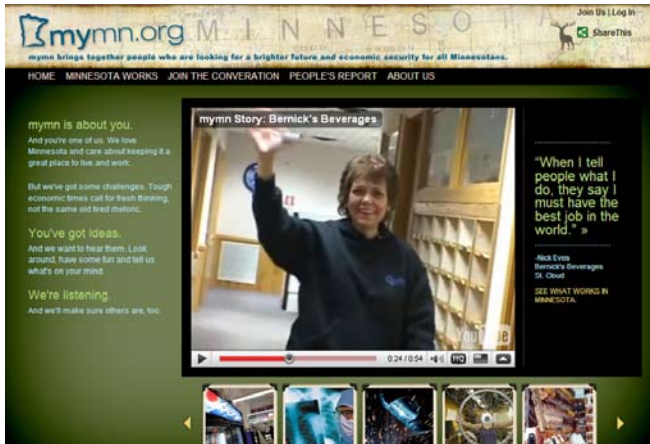 Join Us | Log In
mymn.org
MINNESOTA
ShareThis
mymn brings together people who are looking for a brighter future and economic security for all Minnesotans.
HOME MINNESOTA WORKS JOIN THE CONVERATION PEOPLE'S REPORT ABOUT US
mymn is about you.
And you're one of us. We love
Minnesota and care about keeping it a
great place to live and work.
But we've got some challenges. Tough
economic times call for fresh thinking,
not the same old tired rhetoric.
You've got ideas.
And we want to hear them. Look
around, have some fun and tell us
what's on your mind.
We're listening.
And we'll make sure others are, too.
mymn Story: Bernick's Beverages
YouTube
0:24 / 0:54
HQ
“When I tell
people what I
do, they say I
must have the
best job in the
world.” »
-Nick Eves
Bernick's Beverages
St. Cloud
SEE WHAT WORKS IN
MINNESOTA.